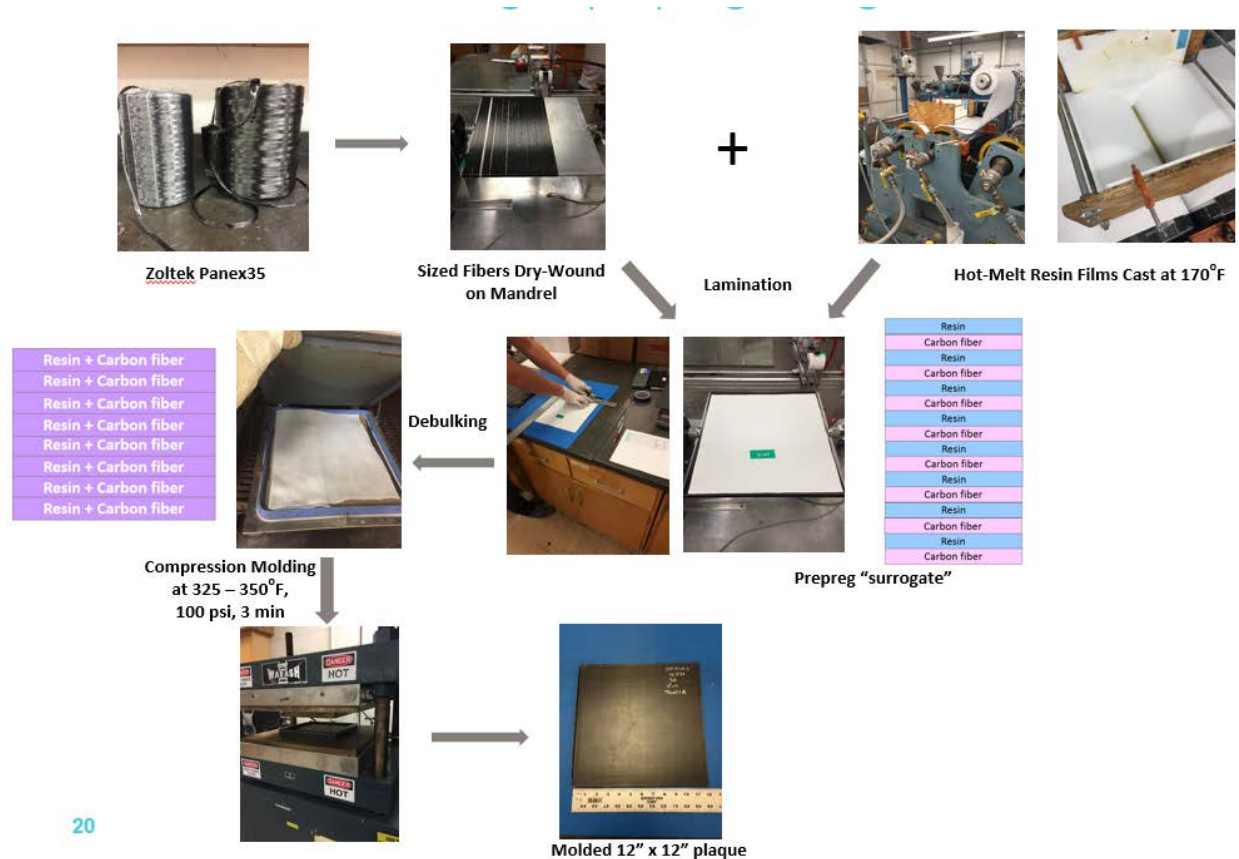 Zoltek Panex35
Sized Fibers Dry-Wound
on Mandrel
+
Lamination
Hot-Melt Resin Films Cast at 170°F
Resin + Carbon fiber
Resin + Carbon fiber
Resin + Carbon fiber
Resin + Carbon fiber
Resin + Carbon fiber
Resin + Carbon fiber
Resin + Carbon fiber
Resin + Carbon fiber
Debulking
Resin
Carbon fiber
Resin
Carbon fiber
Resin
Carbon fiber
Resin
Carbon fiber
Resin
Carbon fiber
Resin
Carbon fiber
Resin
Carbon fiber
Resin
Carbon fiber
Prepreg “surrogate”
Compression Molding
at 325 – 350°F,
100 psi, 3 min
WABASH
DANGER
HOT
DANGER
HOT
Molded 12” x 12” plaque
20